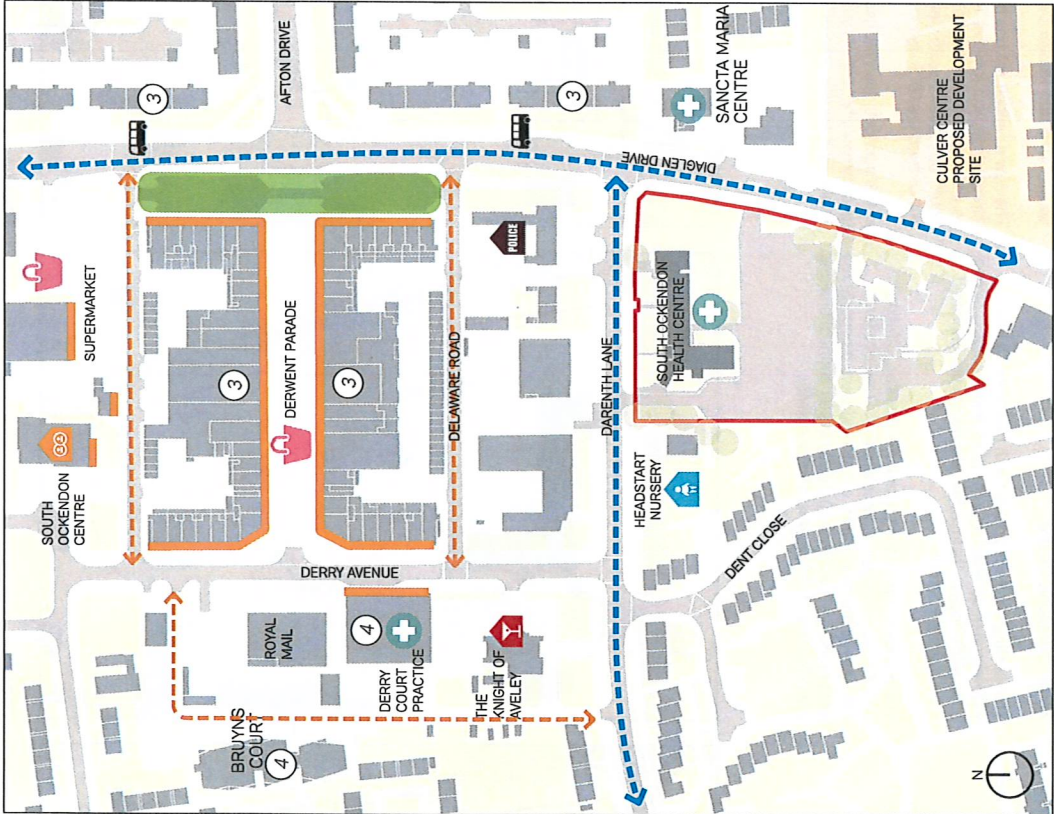 AFTON DRIVE
3
3
SANCTA MARIA
CENTRE
DIAGLEN DRIVE
CULVER CENTRE
PROPOSED DEVELOPMENT
SITE
SUPERMARKET
SOUTH
OCKENDON
CENTRE
3
DERWENT PARADE
3
DELAWARE ROAD
POLICE
DARENTH LANE
SOUTH OCKENDON
HEALTH CENTRE
HEADSTART
NURSERY
DENT CLOSE
DERRY AVENUE
ROYAL
MAIL
4
DERRY
COURT
PRACTICE
THE
KNIGHT OF
AVELEY
BRUYNS
COURT
4
N